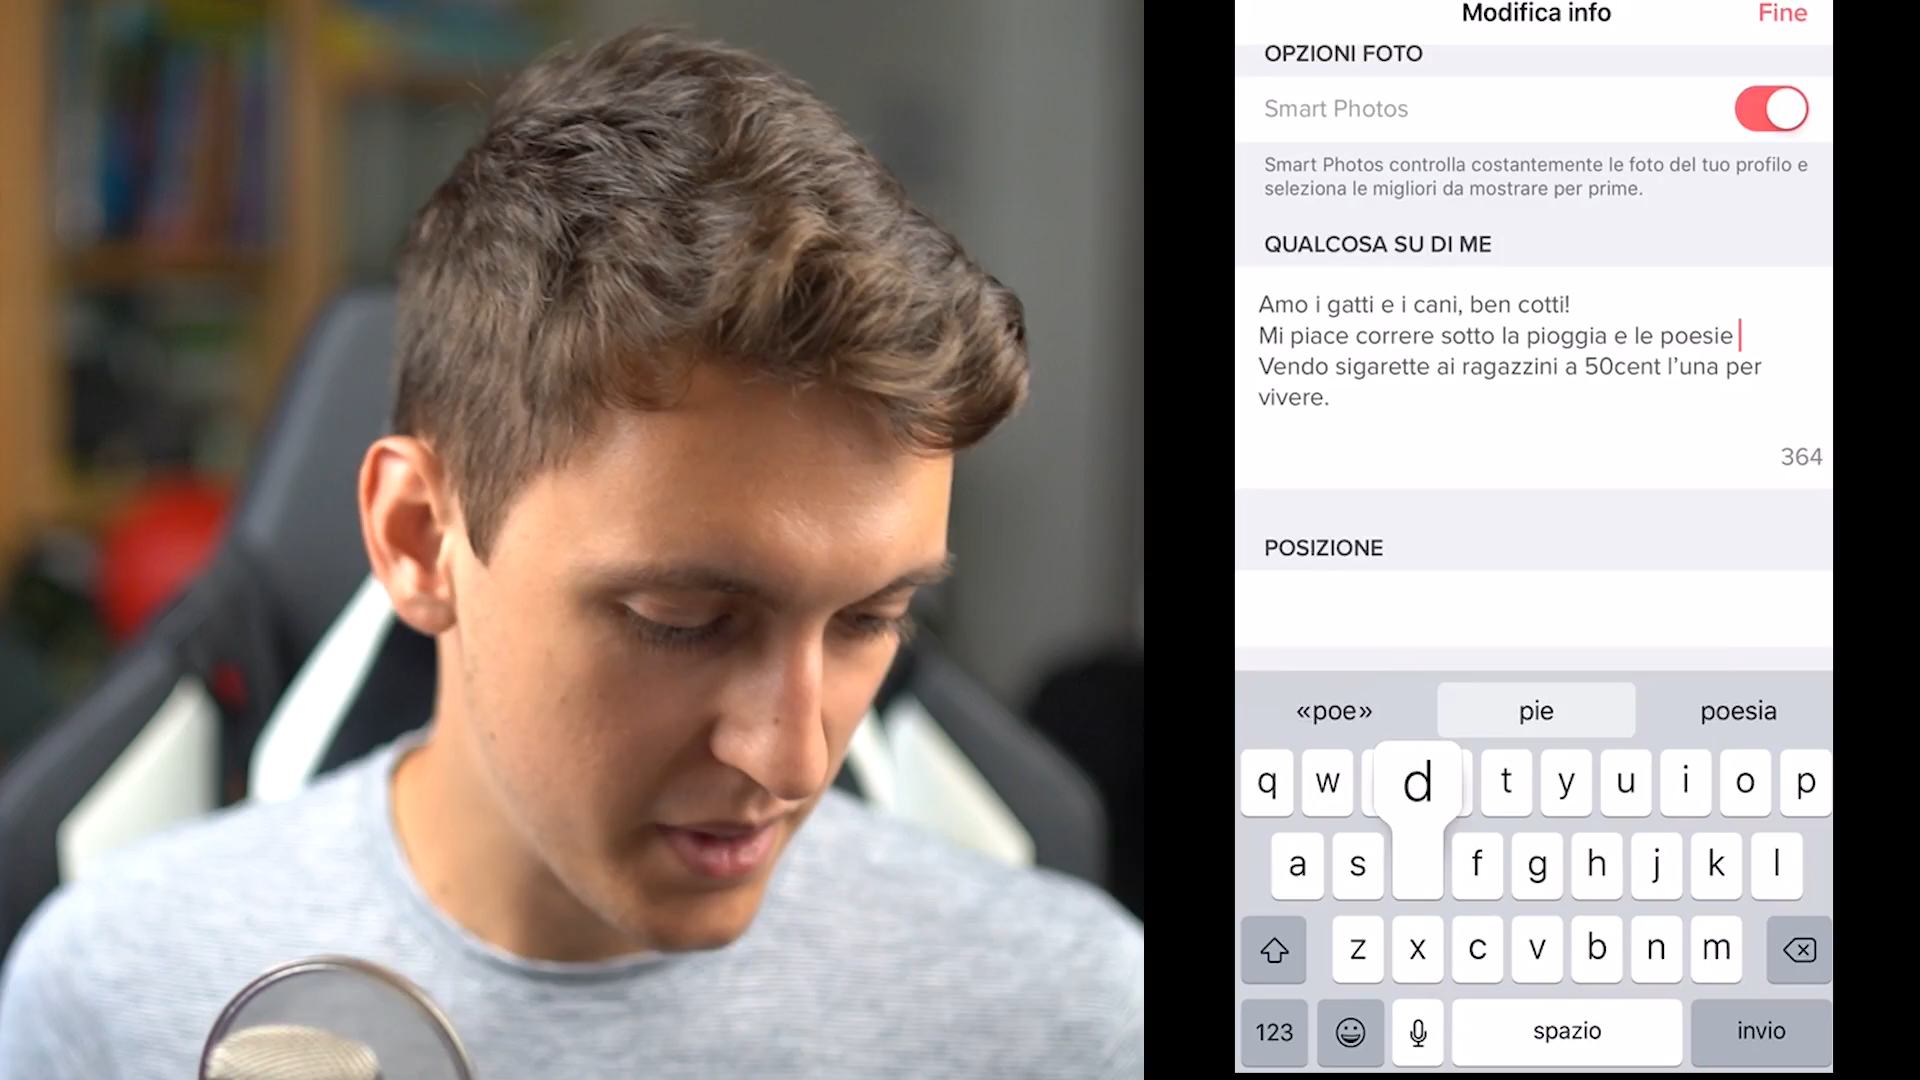 Modifica info
Fine
OPZIONI FOTO
Smart Photos
Smart Photos controlla costantemente le foto del tuo profilo e
seleziona le migliori da mostrare per prime.
QUALCOSA SU DI ME
Amo i gatti e i cani, ben cotti!
Mi piace correre sotto la pioggia e le poesie
Vendo sigarette ai ragazzini a 50cent l’una per
vivere.
364
POSIZIONE
«poe» pie poesia
q w d t y u i o p
a s f g h j k l
z x c v b n m
123 spazio invio